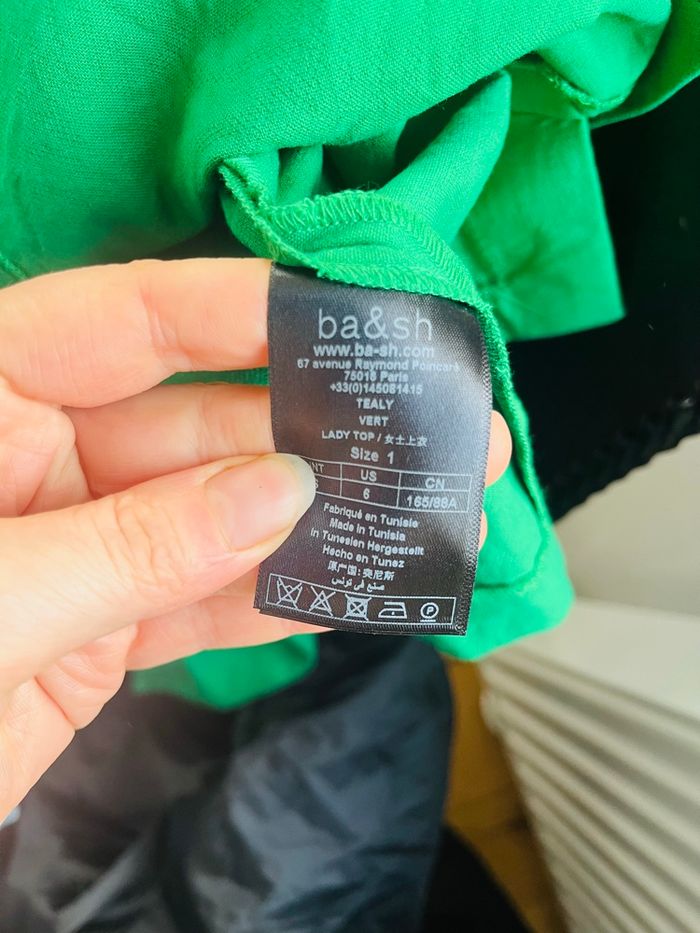 ba&sh
www.ba-sh.com
67 avenue Raymond Poincaré
75016 Paris
+33(0)145081415
TEALY
VERT
LADY TOP / 女士上衣
Size 1
US CN
6 165/88A
Fabriqué en Tunisie
Made in Tunisia
In Tunesien Hergestellt
Hecho en Tunez
原产国: 突尼斯
صنع في تونس
P